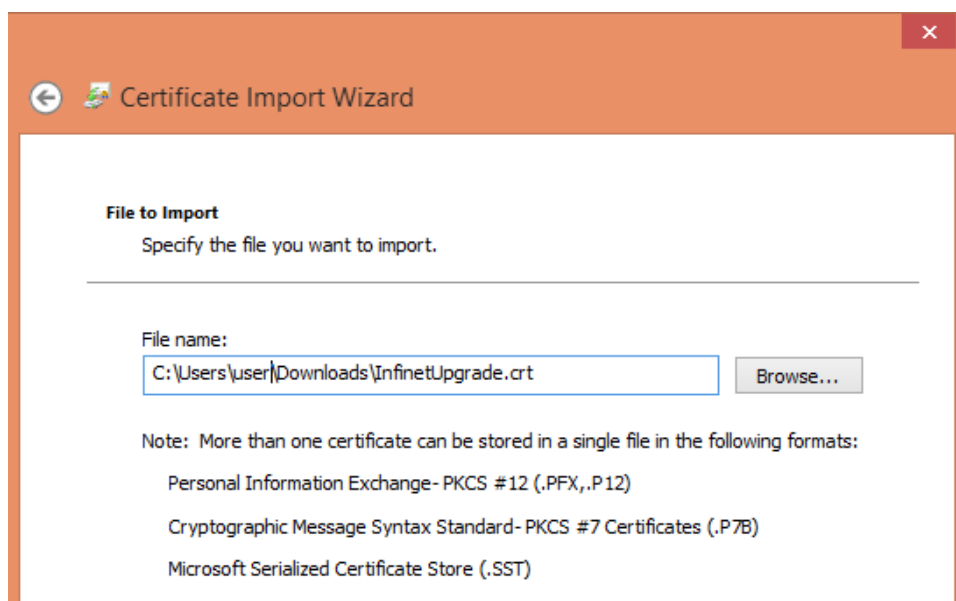 Certificate Import Wizard
File to Import
Specify the file you want to import.
File name:
C:\Users\user\Downloads\InfinetUpgrade.crt
Browse...
Note:  More than one certificate can be stored in a single file in the following formats:
Personal Information Exchange- PKCS #12 (.PFX,.P12)
Cryptographic Message Syntax Standard- PKCS #7 Certificates (.P7B)
Microsoft Serialized Certificate Store (.SST)